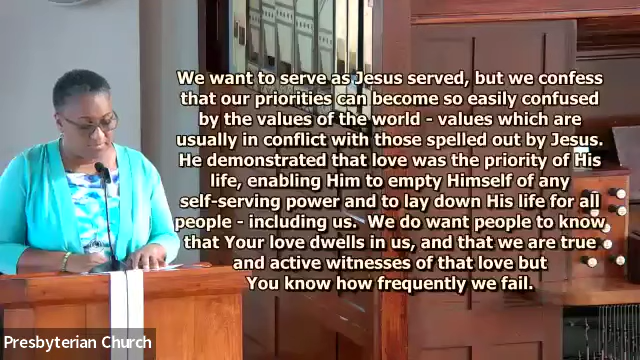 We want to serve as Jesus served, but we confess
that our priorities can become so easily confused
by the values of the world - values which are
usually in conflict with those spelled out by Jesus.
He demonstrated that love was the priority of His
life, enabling Him to empty Himself of any
self-serving power and to lay down His life for all
people - including us.  We do want people to know
that Your love dwells in us, and that we are true
and active witnesses of that love but
You know how frequently we fail.
Presbyterian Church